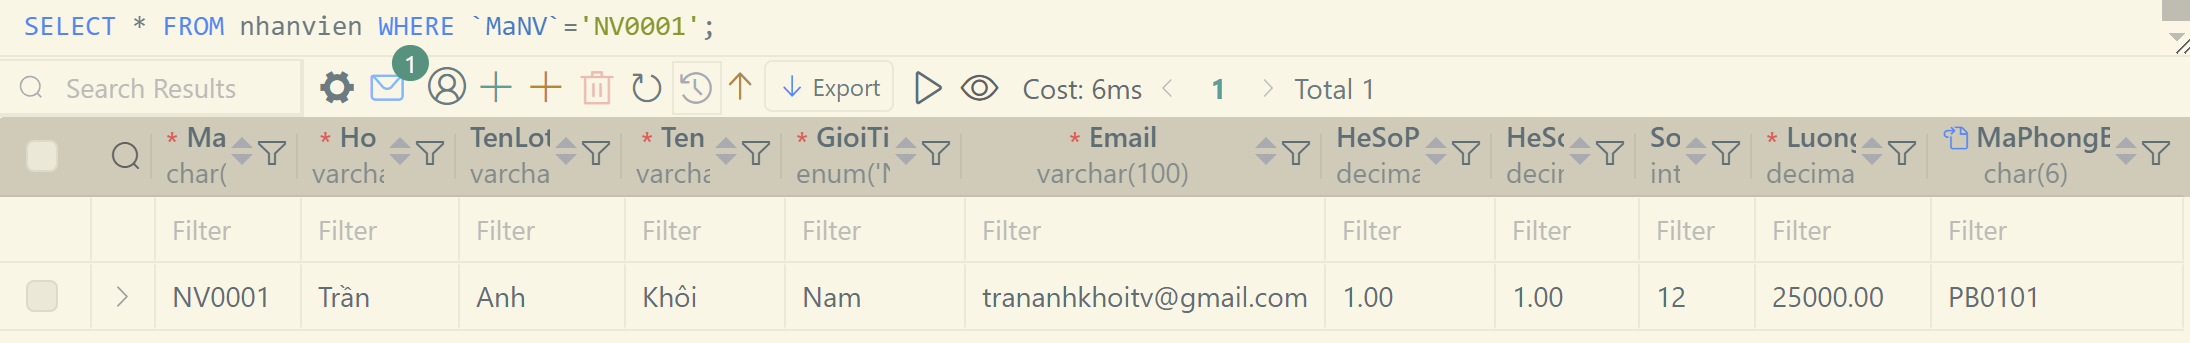 SELECT * FROM nhanvien WHERE `MaNV`='NV0001';
1
Search Results Export Cost: 6ms 1 Total 1
* Ma * Ho TenLot * Ten * GioiTi * Email HeSoP HeSo So * Luong MaPhongB
char( varcha varcha varcha enum('N varchar(100) decima decim int decima char(6)
Filter Filter Filter Filter Filter Filter Filter Filter Filter Filter Filter
NV0001 Trần Anh Khôi Nam trananhkhoitv@gmail.com 1.00 1.00 12 25000.00 PB0101